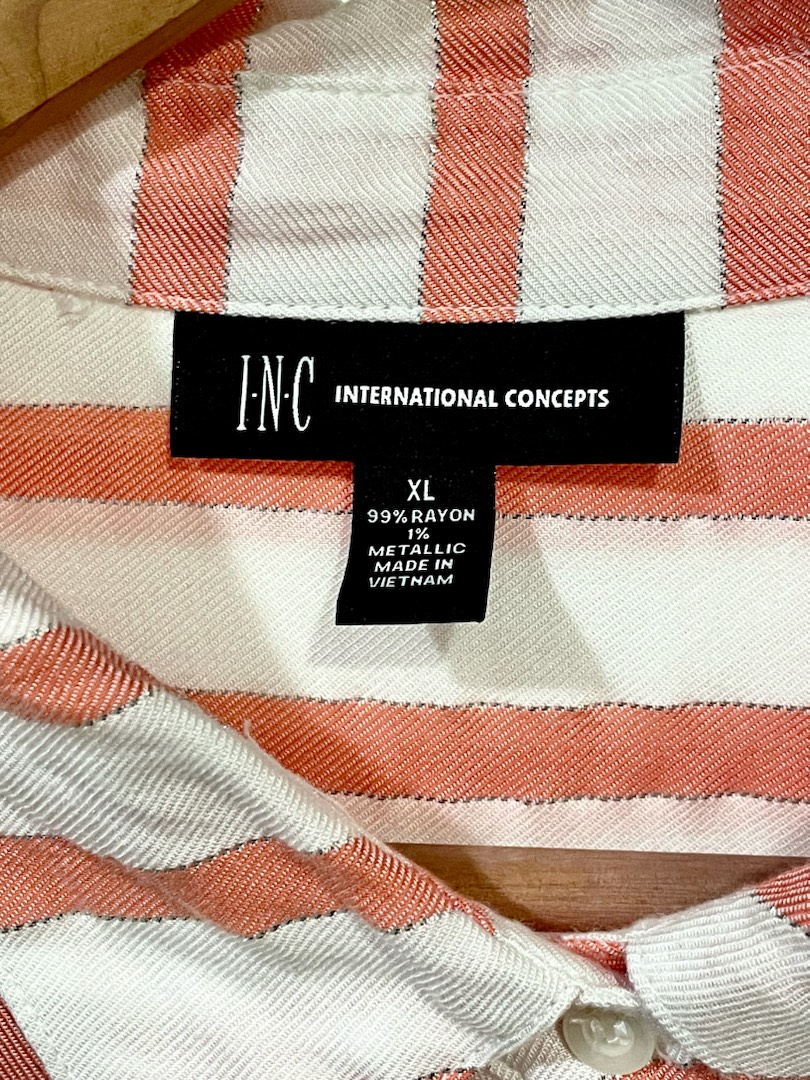 I·N·C INTERNATIONAL CONCEPTS
XL
99% RAYON
1%
METALLIC
MADE IN
VIETNAM